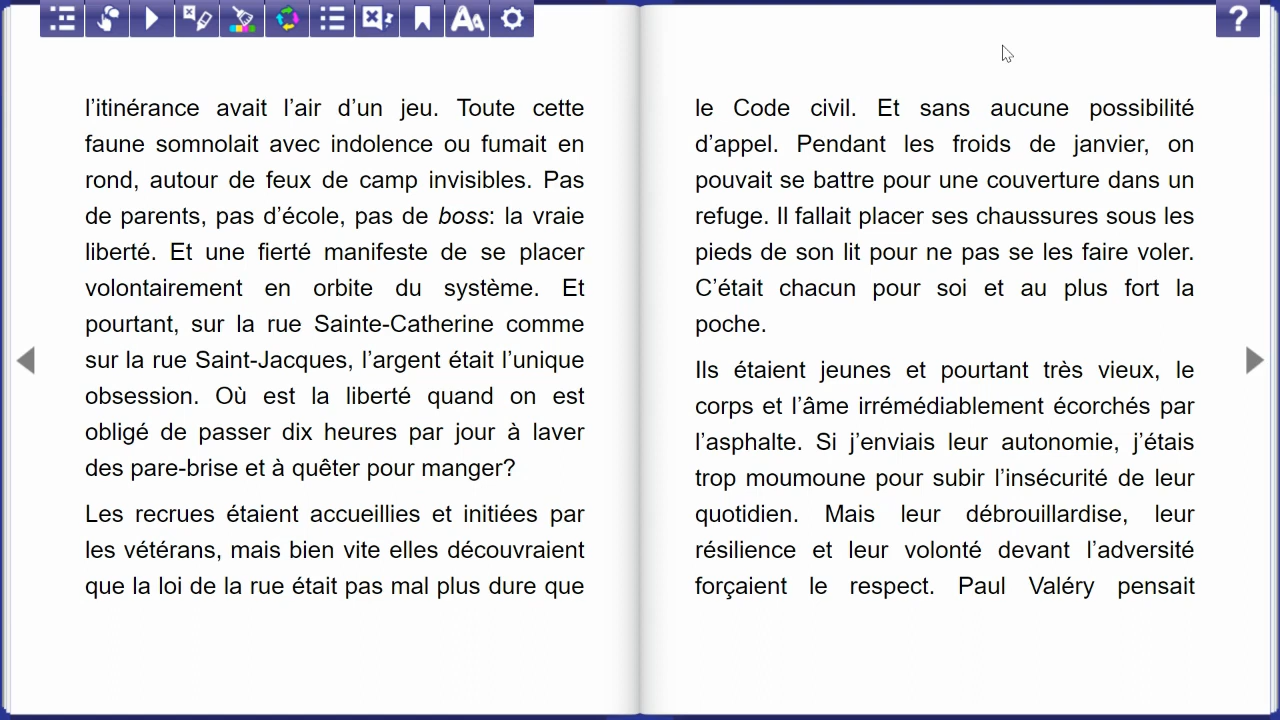 l’itinérance avait l’air d’un jeu. Toute cette
faune somnolait avec indolence ou fumait en
rond, autour de feux de camp invisibles. Pas
de parents, pas d’école, pas de boss: la vraie
liberté. Et une fierté manifeste de se placer
volontairement en orbite du système. Et
pourtant, sur la rue Sainte-Catherine comme
sur la rue Saint-Jacques, l’argent était l’unique
obsession. Où est la liberté quand on est
obligé de passer dix heures par jour à laver
des pare-brise et à quêter pour manger?
Les recrues étaient accueillies et initiées par
les vétérans, mais bien vite elles découvraient
que la loi de la rue était pas mal plus dure que
le Code civil. Et sans aucune possibilité
d’appel. Pendant les froids de janvier, on
pouvait se battre pour une couverture dans un
refuge. Il fallait placer ses chaussures sous les
pieds de son lit pour ne pas se les faire voler.
C’était chacun pour soi et au plus fort la
poche.
Ils étaient jeunes et pourtant très vieux, le
corps et l’âme irrémédiablement écorchés par
l’asphalte. Si j’enviais leur autonomie, j’étais
trop moumoune pour subir l’insécurité de leur
quotidien. Mais leur débrouillardise, leur
résilience et leur volonté devant l’adversité
forçaient le respect. Paul Valéry pensait